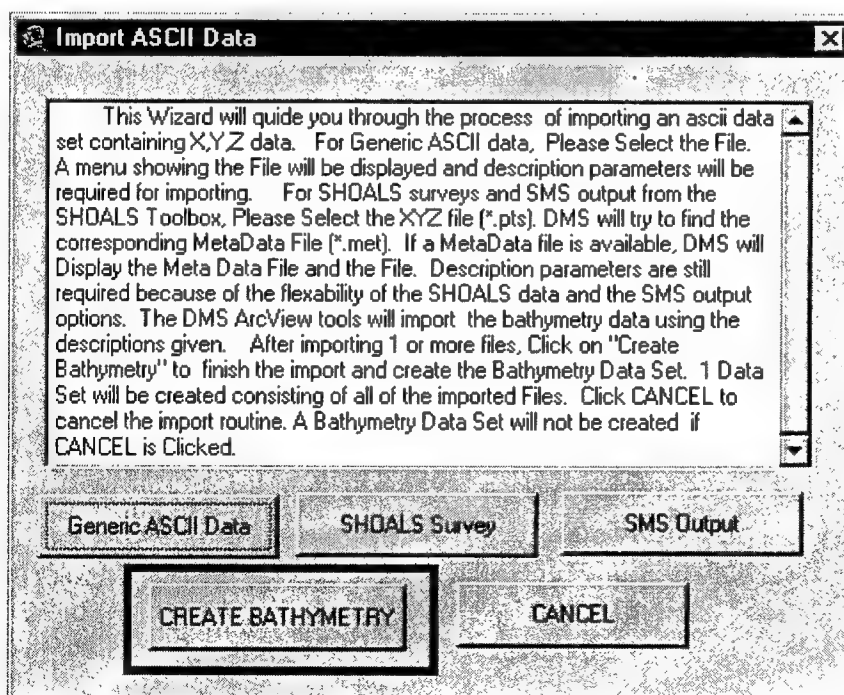 Import ASCII Data
This Wizard will quide you through the process of importing an ascii data
set containing X,Y,Z data. For Generic ASCII data, Please Select the File.
A menu showing the File will be displayed and description parameters will be
required for importing. For SHOALS surveys and SMS output from the
SHOALS Toolbox, Please Select the XYZ file (*.pts). DMS will try to find the
corresponding MetaData File (*.met). If a MetaData file is available, DMS will
Display the Meta Data File and the File. Description parameters are still
required because of the flexability of the SHOALS data and the SMS output
options. The DMS ArcView tools will import the bathymetry data using the
descriptions given. After importing 1 or more files, Click on "Create
Bathymetry" to finish the import and create the Bathymetry Data Set. 1 Data
Set will be created consisting of all of the imported Files. Click CANCEL to
cancel the import routine. A Bathymetry Data Set will not be created if
CANCEL is Clicked.
Generic ASCII Data SHOALS Survey SMS Output
CREATE BATHYMETRY CANCEL